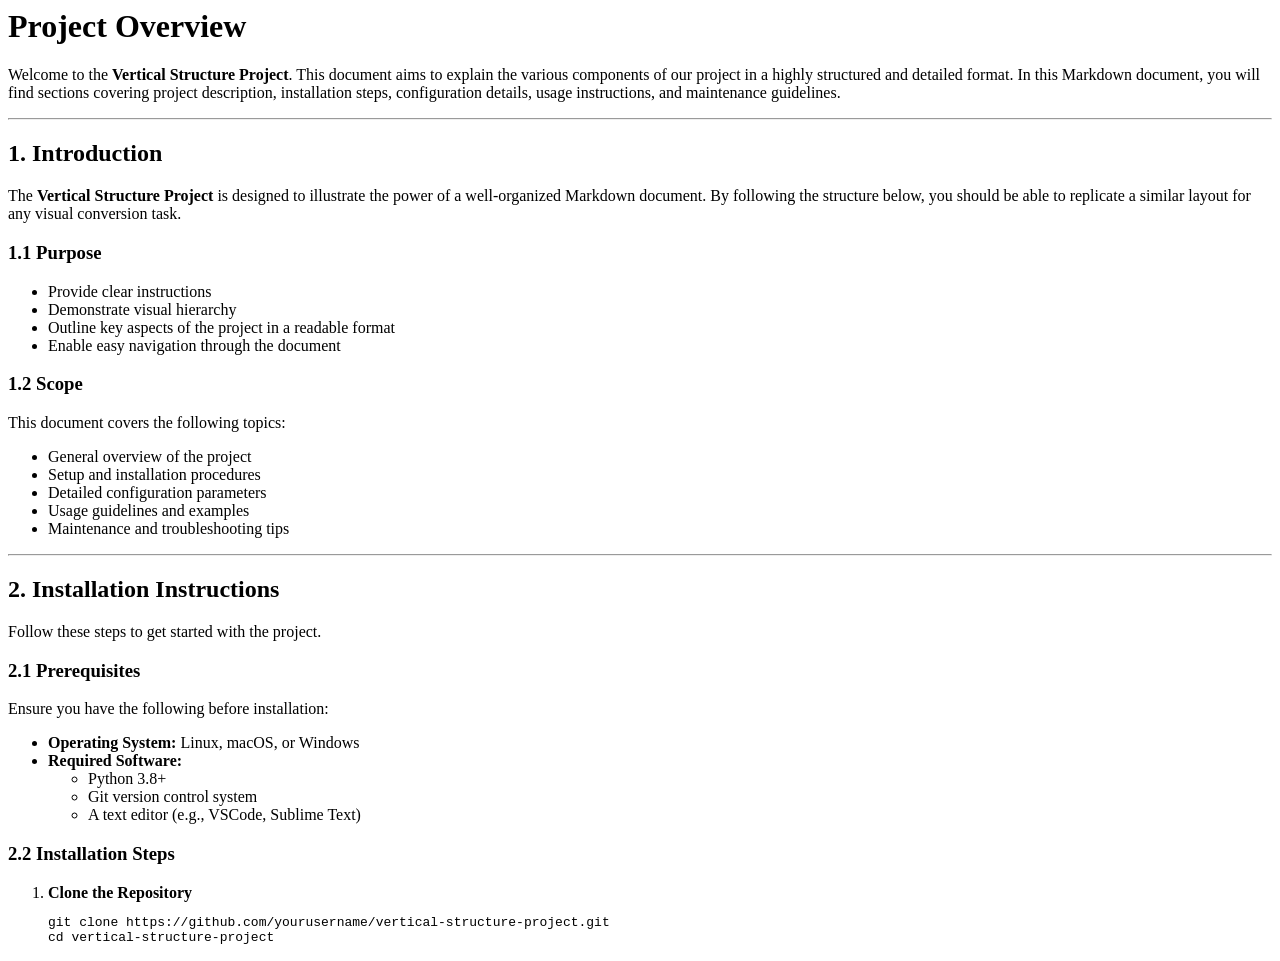 Project Overview
Welcome to the Vertical Structure Project. This document aims to explain the various components of our project in a highly structured and detailed format. In this Markdown document, you will
find sections covering project description, installation steps, configuration details, usage instructions, and maintenance guidelines.
1. Introduction
The Vertical Structure Project is designed to illustrate the power of a well-organized Markdown document. By following the structure below, you should be able to replicate a similar layout for
any visual conversion task.
1.1 Purpose
• Provide clear instructions
• Demonstrate visual hierarchy
• Outline key aspects of the project in a readable format
• Enable easy navigation through the document
1.2 Scope
This document covers the following topics:
• General overview of the project
• Setup and installation procedures
• Detailed configuration parameters
• Usage guidelines and examples
• Maintenance and troubleshooting tips
2. Installation Instructions
Follow these steps to get started with the project.
2.1 Prerequisites
Ensure you have the following before installation:
• Operating System: Linux, macOS, or Windows
• Required Software:
◦ Python 3.8+
◦ Git version control system
◦ A text editor (e.g., VSCode, Sublime Text)
2.2 Installation Steps
1. Clone the Repository
git clone https://github.com/yourusername/vertical-structure-project.git
cd vertical-structure-project